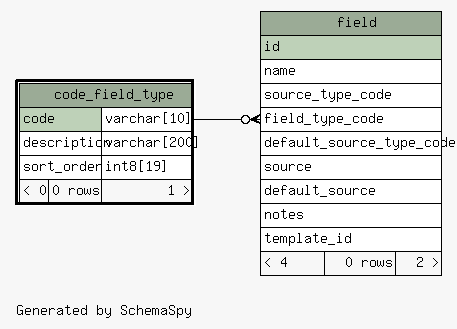 field
id
name
source_type_code
field_type_code
default_source_type_code
source
default_source
notes
template_id
< 4 0 rows 2 >
code_field_type
code varchar[10]
description varchar[200]
sort_order int8[19]
< 0 0 rows 1 >
Generated by SchemaSpy